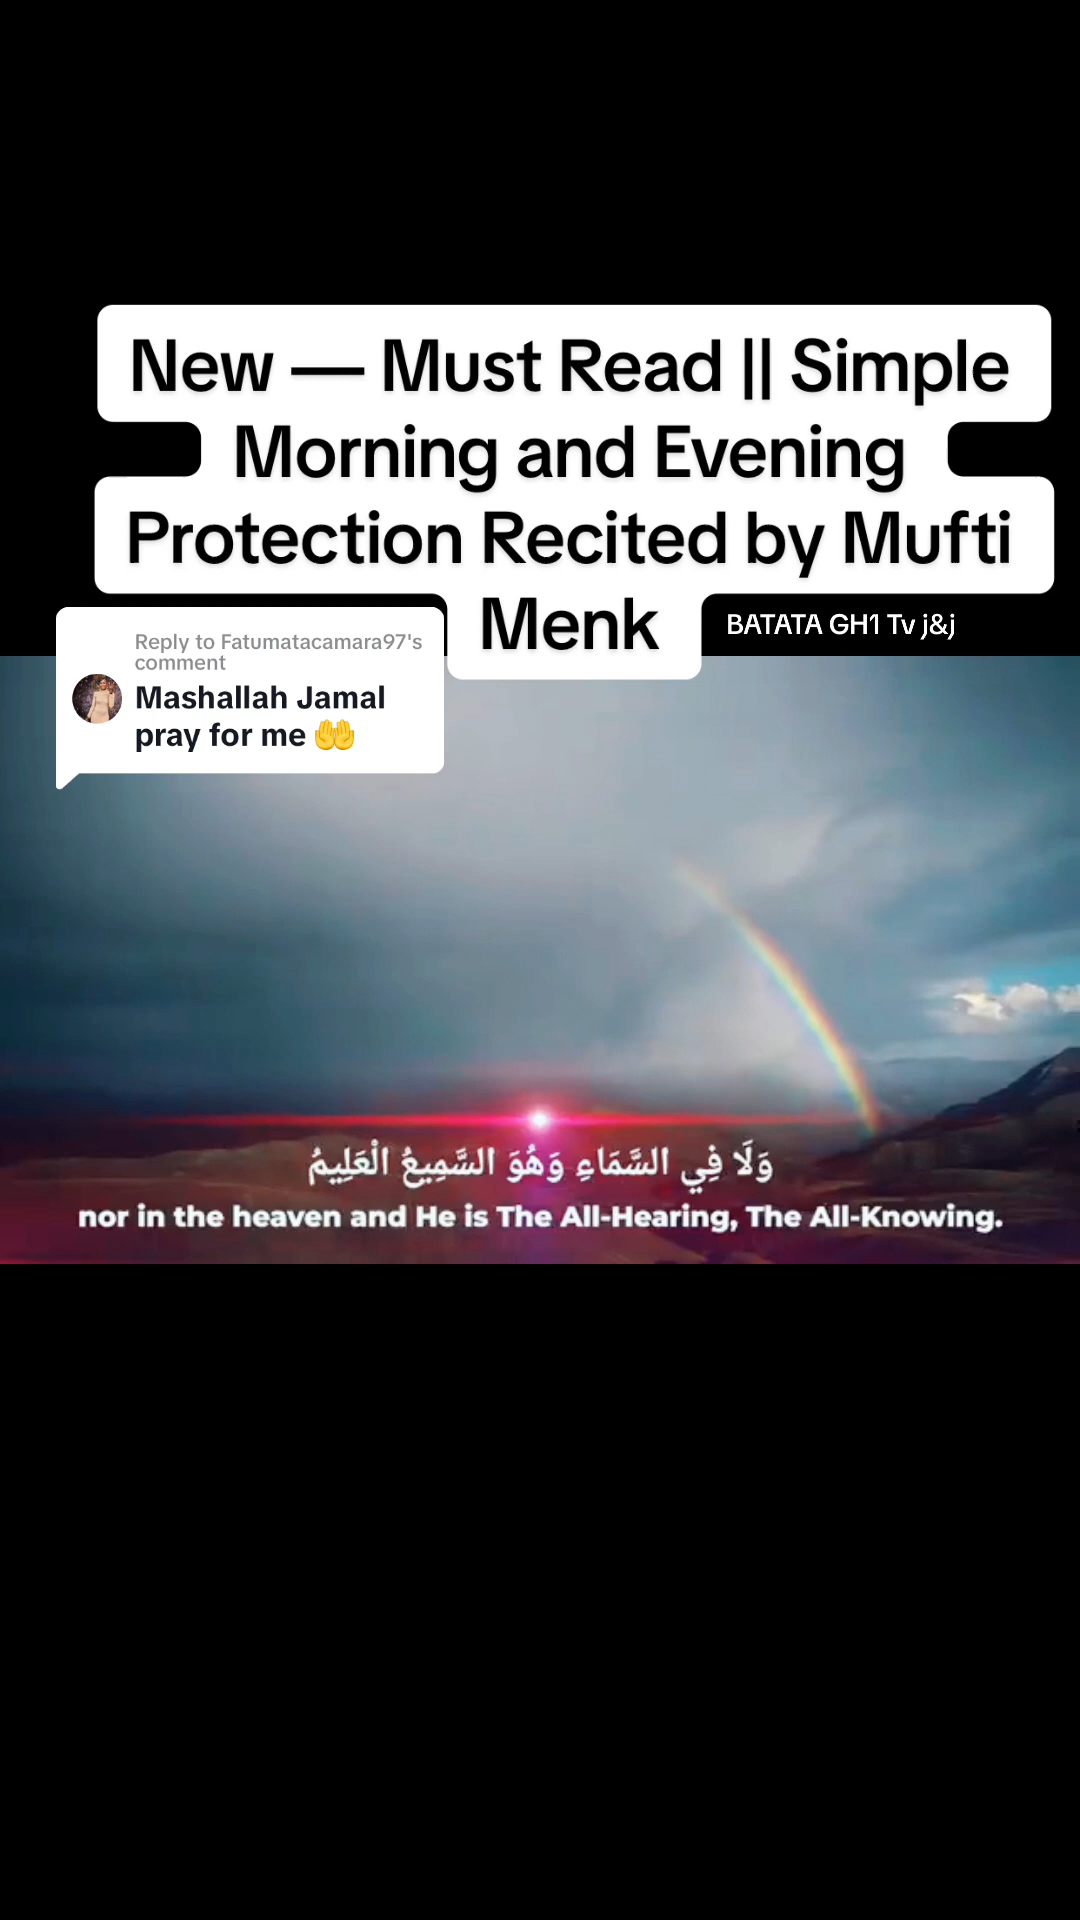 New — Must Read || Simple
Morning and Evening
Protection Recited by Mufti
Menk
BATATA GH1 Tv j&j
Reply to Fatumatacamara97's
comment
Mashallah Jamal
pray for me 🤲
وَلَا فِي السَّمَاءِ وَهُوَ السَّمِيعُ الْعَلِيمُ
nor in the heaven and He is The All-Hearing, The All-Knowing.